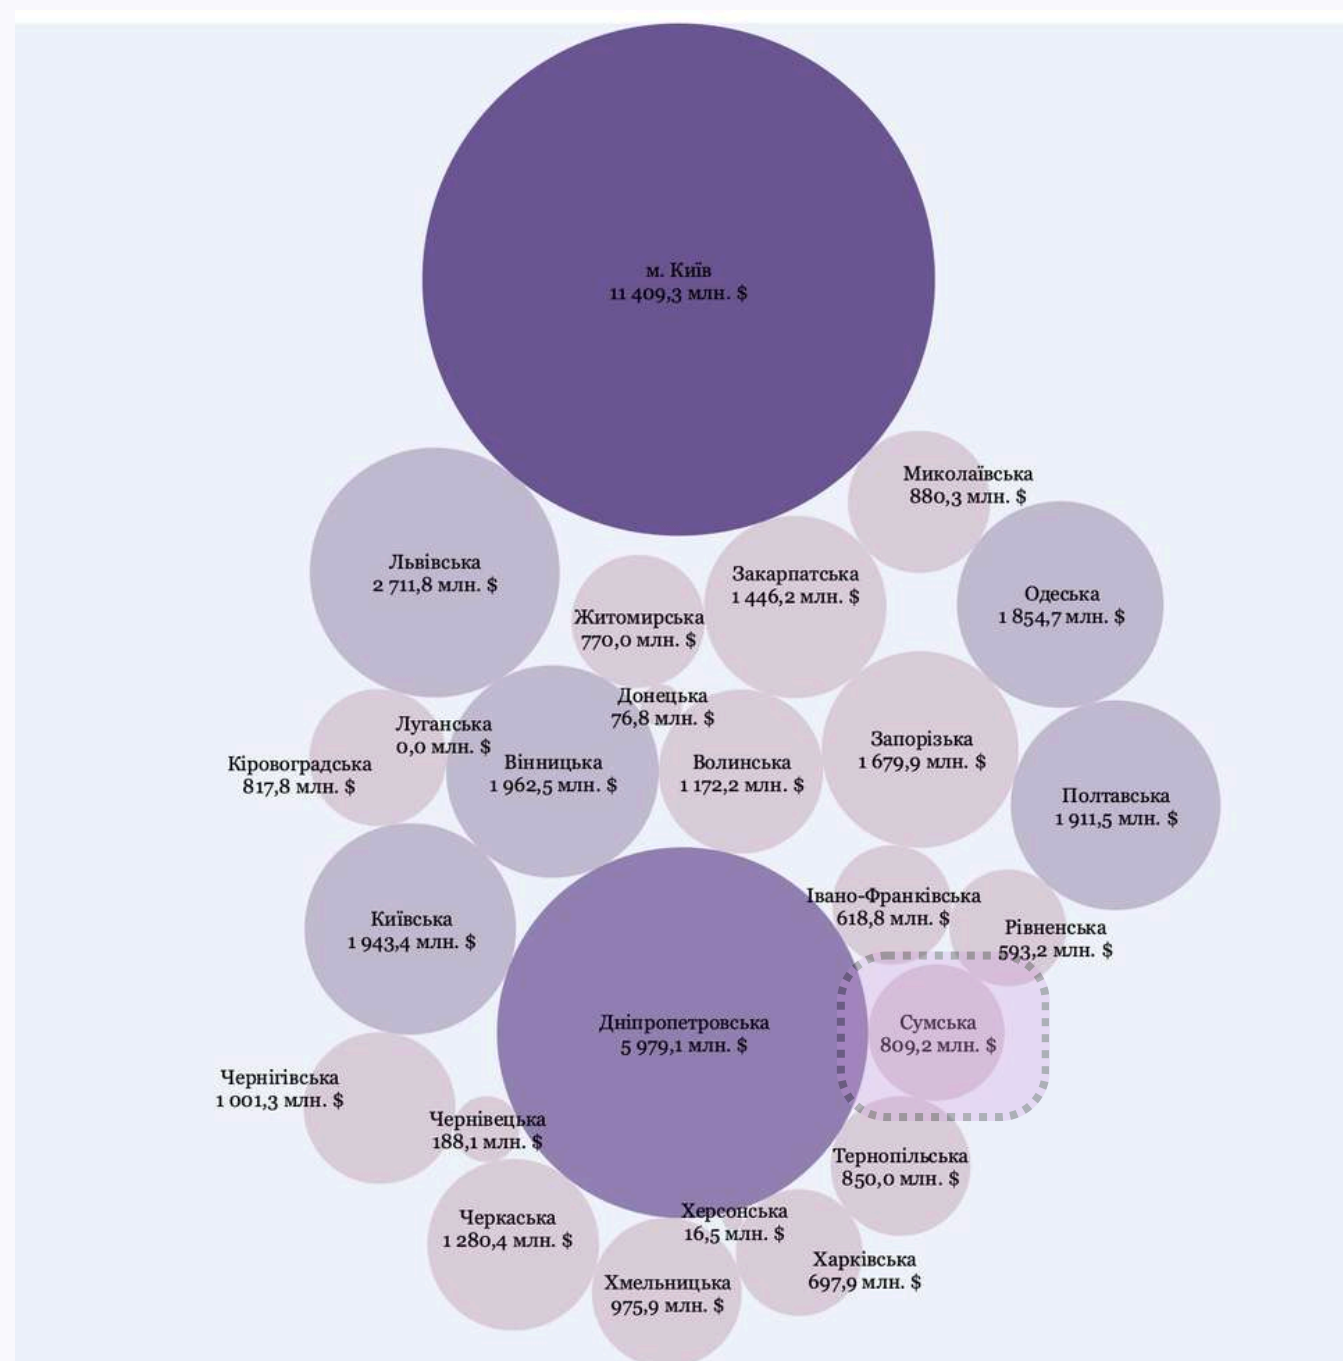 м. Київ
11 409,3 млн. $
Миколаївська
880,3 млн. $
Львівська
2 711,8 млн. $
Закарпатська
1 446,2 млн. $
Одеська
1 854,7 млн. $
Житомирська
770,0 млн. $
Донецька
76,8 млн. $
Луганська
0,0 млн. $
Кіровоградська
817,8 млн. $
Вінницька
1 962,5 млн. $
Волинська
1 172,2 млн. $
Запорізька
1 679,9 млн. $
Полтавська
1 911,5 млн. $
Київська
1 943,4 млн. $
Івано-Франківська
618,8 млн. $
Рівненська
593,2 млн. $
Дніпропетровська
5 979,1 млн. $
Сумська
809,2 млн. $
Чернігівська
1 001,3 млн. $
Чернівецька
188,1 млн. $
Тернопільська
850,0 млн. $
Черкаська
1 280,4 млн. $
Херсонська
16,5 млн. $
Харківська
697,9 млн. $
Хмельницька
975,9 млн. $